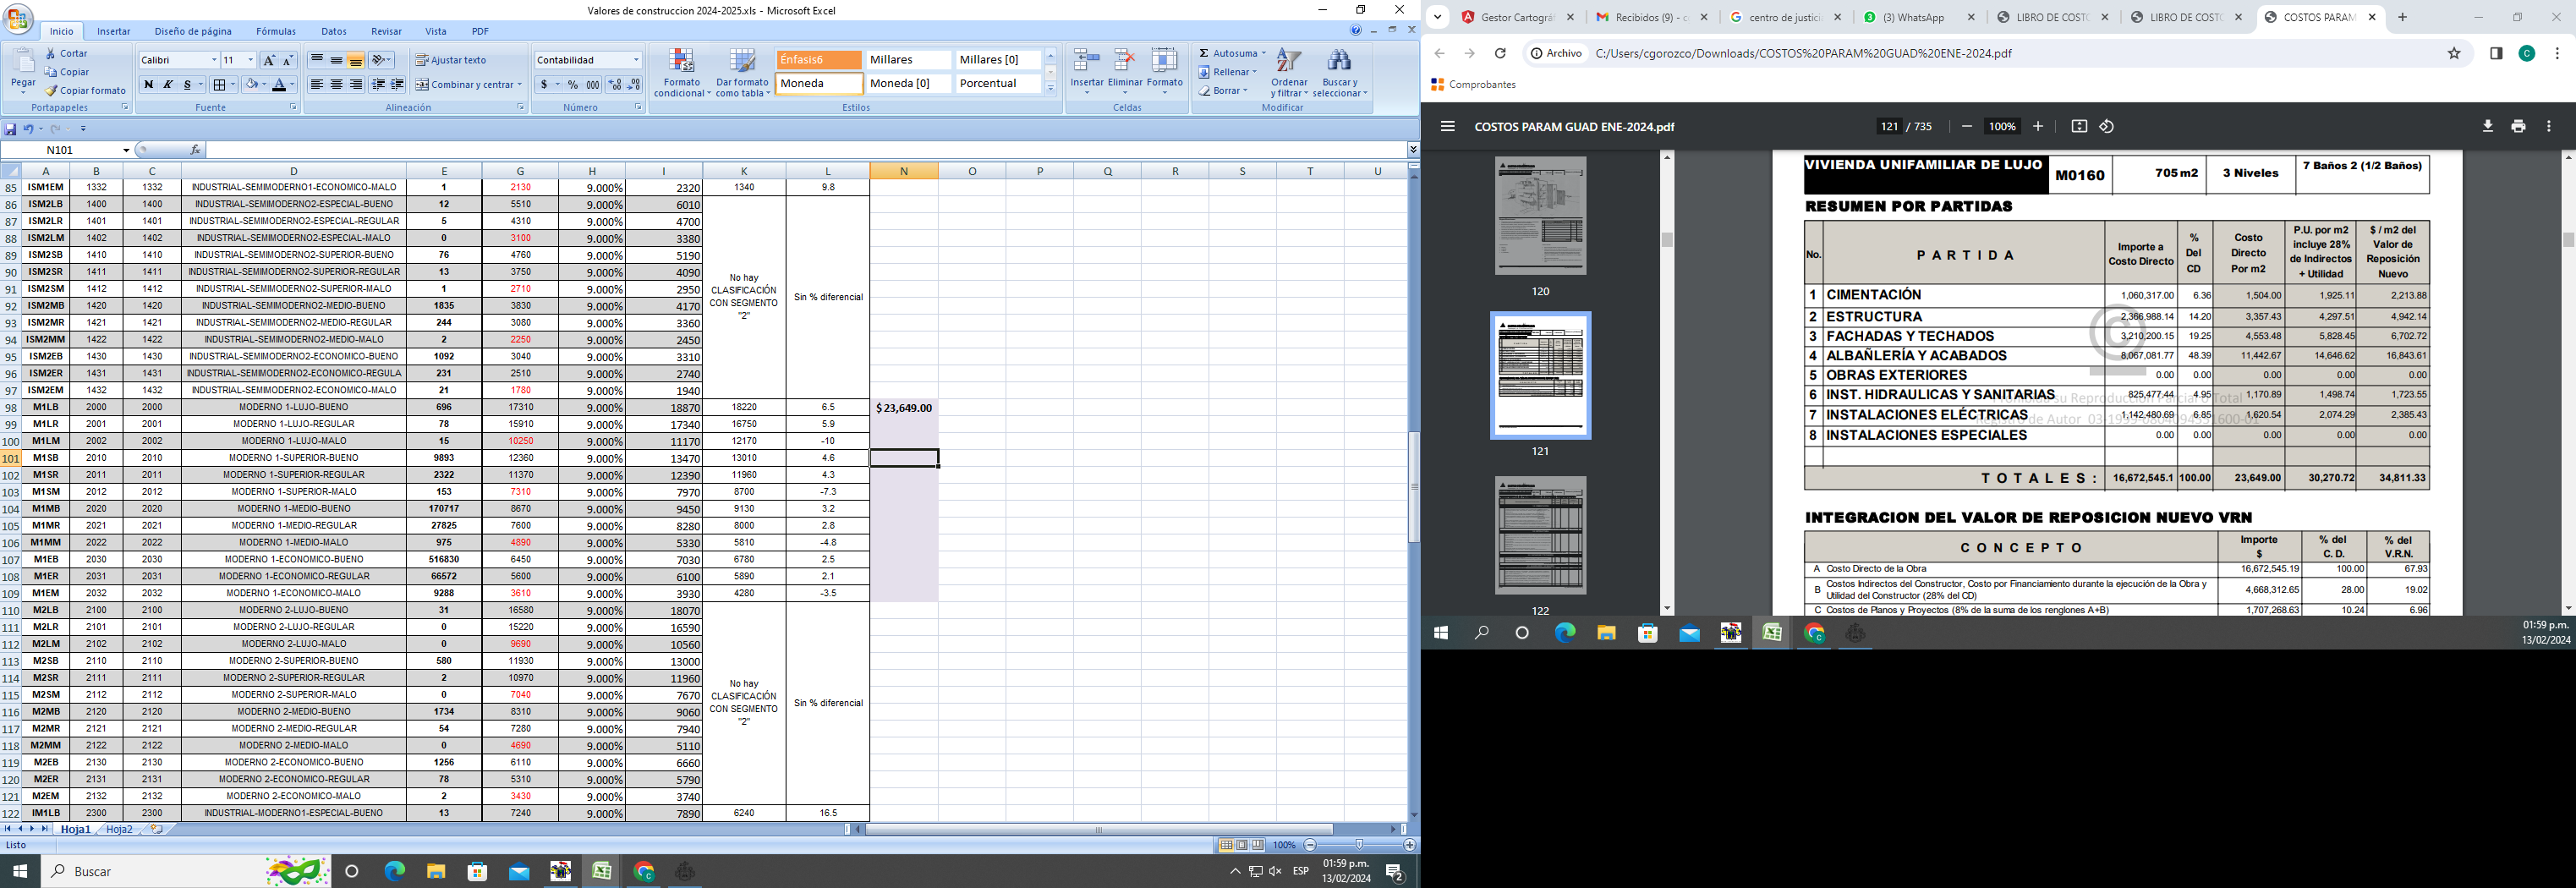 Valores de construccion 2024-2025.xls - Microsoft Excel
Inicio Insertar Diseño de página Fórmulas Datos Revisar Vista PDF
Pegar
Cortar
Copiar
Copiar formato
Portapapeles
Calibri 11
N K S
Fuente
Ajustar texto
Combinar y centrar
Alineación
Contabilidad
$ % 000
Número
Formato condicional
Dar formato como tabla
Énfasis6 Millares Millares [0]
Moneda Moneda [0] Porcentual
Estilos
Insertar Eliminar Formato
Celdas
Autosuma
Rellenar
Borrar
Ordenar y filtrar
Buscar y seleccionar
Modificar
N101 fx
A B C D E G H I K L N O P Q R S T U
85 ISM1EM 1332 1332 INDUSTRIAL-SEMIMODERNO1-ECONOMICO-MALO 1 2130 9.000% 2320 1340 9.8
86 ISM2LB 1400 1400 INDUSTRIAL-SEMIMODERNO2-ESPECIAL-BUENO 12 5510 9.000% 6010
87 ISM2LR 1401 1401 INDUSTRIAL-SEMIMODERNO2-ESPECIAL-REGULAR 5 4310 9.000% 4700
88 ISM2LM 1402 1402 INDUSTRIAL-SEMIMODERNO2-ESPECIAL-MALO 0 3100 9.000% 3380
89 ISM2SB 1410 1410 INDUSTRIAL-SEMIMODERNO2-SUPERIOR-BUENO 76 4760 9.000% 5190
90 ISM2SR 1411 1411 INDUSTRIAL-SEMIMODERNO2-SUPERIOR-REGULAR 13 3750 9.000% 4090
91 ISM2SM 1412 1412 INDUSTRIAL-SEMIMODERNO2-SUPERIOR-MALO 1 2710 9.000% 2950
92 ISM2MB 1420 1420 INDUSTRIAL-SEMIMODERNO2-MEDIO-BUENO 1835 3830 9.000% 4170
93 ISM2MR 1421 1421 INDUSTRIAL-SEMIMODERNO2-MEDIO-REGULAR 244 3080 9.000% 3360
94 ISM2MM 1422 1422 INDUSTRIAL-SEMIMODERNO2-MEDIO-MALO 2 2250 9.000% 2450
95 ISM2EB 1430 1430 INDUSTRIAL-SEMIMODERNO2-ECONOMICO-BUENO 1092 3040 9.000% 3310
96 ISM2ER 1431 1431 INDUSTRIAL-SEMIMODERNO2-ECONOMICO-REGULA 231 2510 9.000% 2740
97 ISM2EM 1432 1432 INDUSTRIAL-SEMIMODERNO2-ECONOMICO-MALO 21 1780 9.000% 1940
No hay
CLASIFICACIÓN
CON SEGMENTO
"2"
Sin % diferencial
98 M1LB 2000 2000 MODERNO 1-LUJO-BUENO 696 17310 9.000% 18870 18220 6.5 $ 23,649.00
99 M1LR 2001 2001 MODERNO 1-LUJO-REGULAR 78 15910 9.000% 17340 16750 5.9
100 M1LM 2002 2002 MODERNO 1-LUJO-MALO 15 10250 9.000% 11170 12170 -10
101 M1SB 2010 2010 MODERNO 1-SUPERIOR-BUENO 9893 12360 9.000% 13470 13010 4.6
102 M1SR 2011 2011 MODERNO 1-SUPERIOR-REGULAR 2322 11370 9.000% 12390 11960 4.3
103 M1SM 2012 2012 MODERNO 1-SUPERIOR-MALO 153 7310 9.000% 7970 8700 -7.3
104 M1MB 2020 2020 MODERNO 1-MEDIO-BUENO 170717 8670 9.000% 9450 9130 3.2
105 M1MR 2021 2021 MODERNO 1-MEDIO-REGULAR 27825 7600 9.000% 8280 8000 2.8
106 M1MM 2022 2022 MODERNO 1-MEDIO-MALO 975 4890 9.000% 5330 5810 -4.8
107 M1EB 2030 2030 MODERNO 1-ECONOMICO-BUENO 516830 6450 9.000% 7030 6780 2.5
108 M1ER 2031 2031 MODERNO 1-ECONOMICO-REGULAR 66572 5600 9.000% 6100 5890 2.1
109 M1EM 2032 2032 MODERNO 1-ECONOMICO-MALO 9288 3610 9.000% 3930 4280 -3.5
110 M2LB 2100 2100 MODERNO 2-LUJO-BUENO 31 16580 9.000% 18070
111 M2LR 2101 2101 MODERNO 2-LUJO-REGULAR 0 15220 9.000% 16590
112 M2LM 2102 2102 MODERNO 2-LUJO-MALO 0 9690 9.000% 10560
113 M2SB 2110 2110 MODERNO 2-SUPERIOR-BUENO 580 11930 9.000% 13000
114 M2SR 2111 2111 MODERNO 2-SUPERIOR-REGULAR 2 10970 9.000% 11960
115 M2SM 2112 2112 MODERNO 2-SUPERIOR-MALO 0 7040 9.000% 7670
116 M2MB 2120 2120 MODERNO 2-MEDIO-BUENO 1734 8310 9.000% 9060
117 M2MR 2121 2121 MODERNO 2-MEDIO-REGULAR 54 7280 9.000% 7940
118 M2MM 2122 2122 MODERNO 2-MEDIO-MALO 0 4690 9.000% 5110
119 M2EB 2130 2130 MODERNO 2-ECONOMICO-BUENO 1256 6110 9.000% 6660
120 M2ER 2131 2131 MODERNO 2-ECONOMICO-REGULAR 78 5310 9.000% 5790
121 M2EM 2132 2132 MODERNO 2-ECONOMICO-MALO 2 3430 9.000% 3740
No hay
CLASIFICACIÓN
CON SEGMENTO
"2"
Sin % diferencial
122 IM1LB 2300 2300 INDUSTRIAL-MODERNO1-ESPECIAL-BUENO 13 7240 9.000% 7890 6240 16.5
Hoja1 Hoja2
Listo 100%
Buscar
ESP
01:59 p.m.
13/02/2024
2
Gestor Cartográf
Recibidos (9) - c
centro de justici
(3) WhatsApp
LIBRO DE COSTO
LIBRO DE COSTO
COSTOS PARAM
Archivo C:/Users/cgorozco/Downloads/COSTOS%20PARAM%20GUAD%20ENE-2024.pdf
C
Comprobantes
COSTOS PARAM GUAD ENE-2024.pdf 121 / 735 100%
120
121
122
VIVIENDA UNIFAMILIAR DE LUJO M0160 705 m2 3 Niveles 7 Baños 2 (1/2 Baños)
RESUMEN POR PARTIDAS
No. P A R T I D A
Importe a Costo Directo
% Del CD
Costo Directo Por m2
P.U. por m2 incluye 28% de Indirectos + Utilidad
$ / m2 del Valor de Reposición Nuevo
1 CIMENTACIÓN 1,060,317.00 6.36 1,504.00 1,925.11 2,213.88
2 ESTRUCTURA 2,366,988.14 14.20 3,357.43 4,297.51 4,942.14
3 FACHADAS Y TECHADOS 3,210,200.15 19.25 4,553.48 5,828.45 6,702.72
4 ALBAÑLERÍA Y ACABADOS 8,067,081.77 48.39 11,442.67 14,646.62 16,843.61
5 OBRAS EXTERIORES 0.00 0.00 0.00 0.00 0.00
6 INST. HIDRAULICAS Y SANITARIAS 825,477.44 4.95 1,170.89 1,498.74 1,723.55
7 INSTALACIONES ELÉCTRICAS 1,142,480.69 6.85 1,620.54 2,074.29 2,385.43
8 INSTALACIONES ESPECIALES 0.00 0.00 0.00 0.00 0.00
T O T A L E S : 16,672,545.1 100.00 23,649.00 30,270.72 34,811.33
INTEGRACION DEL VALOR DE REPOSICION NUEVO VRN
C O N C E P T O
Importe $
% del C. D.
% del V.R.N.
A Costo Directo de la Obra 16,672,545.19 100.00 67.93
B Costos Indirectos del Constructor, Costo por Financiamiento durante la ejecución de la Obra y
Utilidad del Constructor (28% del CD) 4,668,312.65 28.00 19.02
C Costos de Planos y Proyectos (8% de la suma de los renglones A+B) 1,707,268.63 10.24 6.96
01:59 p.m.
13/02/2024